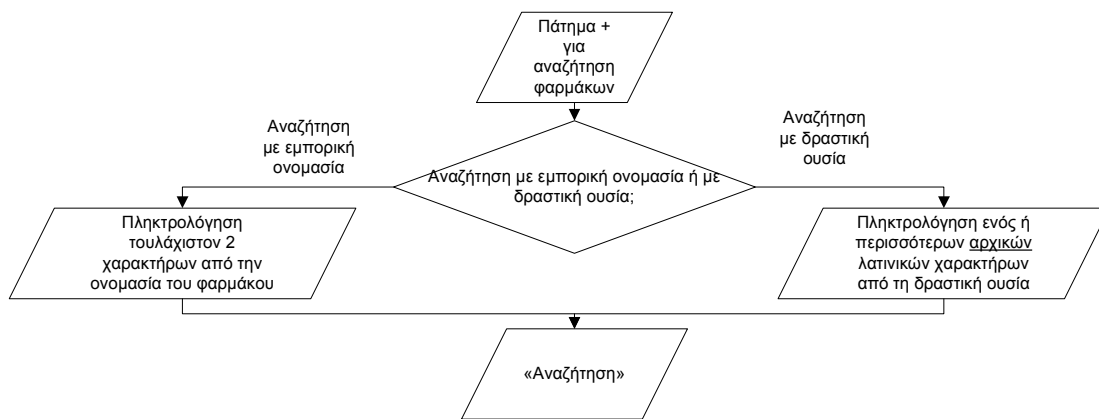 Πάτημα +
για
αναζήτηση
φαρμάκων
Αναζήτηση
με εμπορική
ονομασία
Αναζήτηση
με δραστική
ουσία
Αναζήτηση με εμπορική ονομασία ή με
δραστική ουσία;
Πληκτρολόγηση
τουλάχιστον 2
χαρακτήρων από την
ονομασία του φαρμάκου
Πληκτρολόγηση ενός ή
περισσότερων αρχικών
λατινικών χαρακτήρων
από τη δραστική ουσία
«Αναζήτηση»